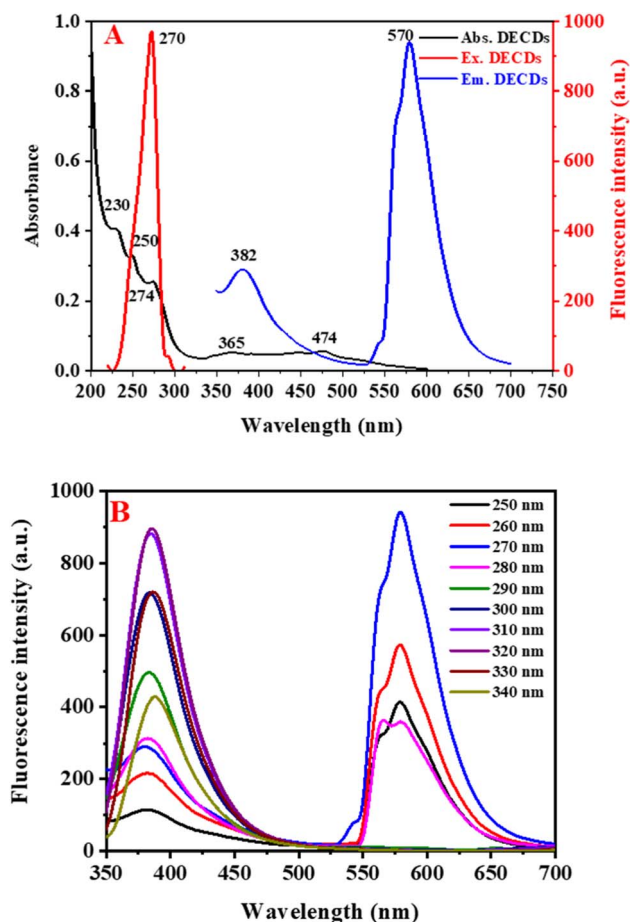 A
270
570
Abs. DECDs
Ex. DECDs
Em. DECDs
230
250
274
382
365
474
1.0
0.8
0.6
0.4
0.2
0.0
Absorbance
1000
800
600
400
200
0
Fluorescence intensity (a.u.)
200 250 300 350 400 450 500 550 600 650 700 750
Wavelength (nm)
B
250 nm
260 nm
270 nm
280 nm
290 nm
300 nm
310 nm
320 nm
330 nm
340 nm
1000
800
600
400
200
0
Fluorescence intensity (a.u.)
350 400 450 500 550 600 650 700
Wavelength (nm)